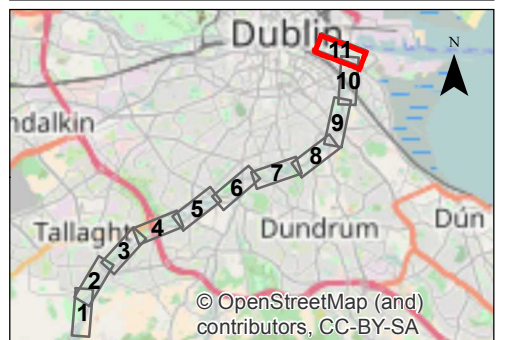 Dublin
11
N
10
ndalkin
9
8
7
6
5
4
Tallaght
3
Dundrum
Dún
2
1
© OpenStreetMap (and)
contributors, CC-BY-SA